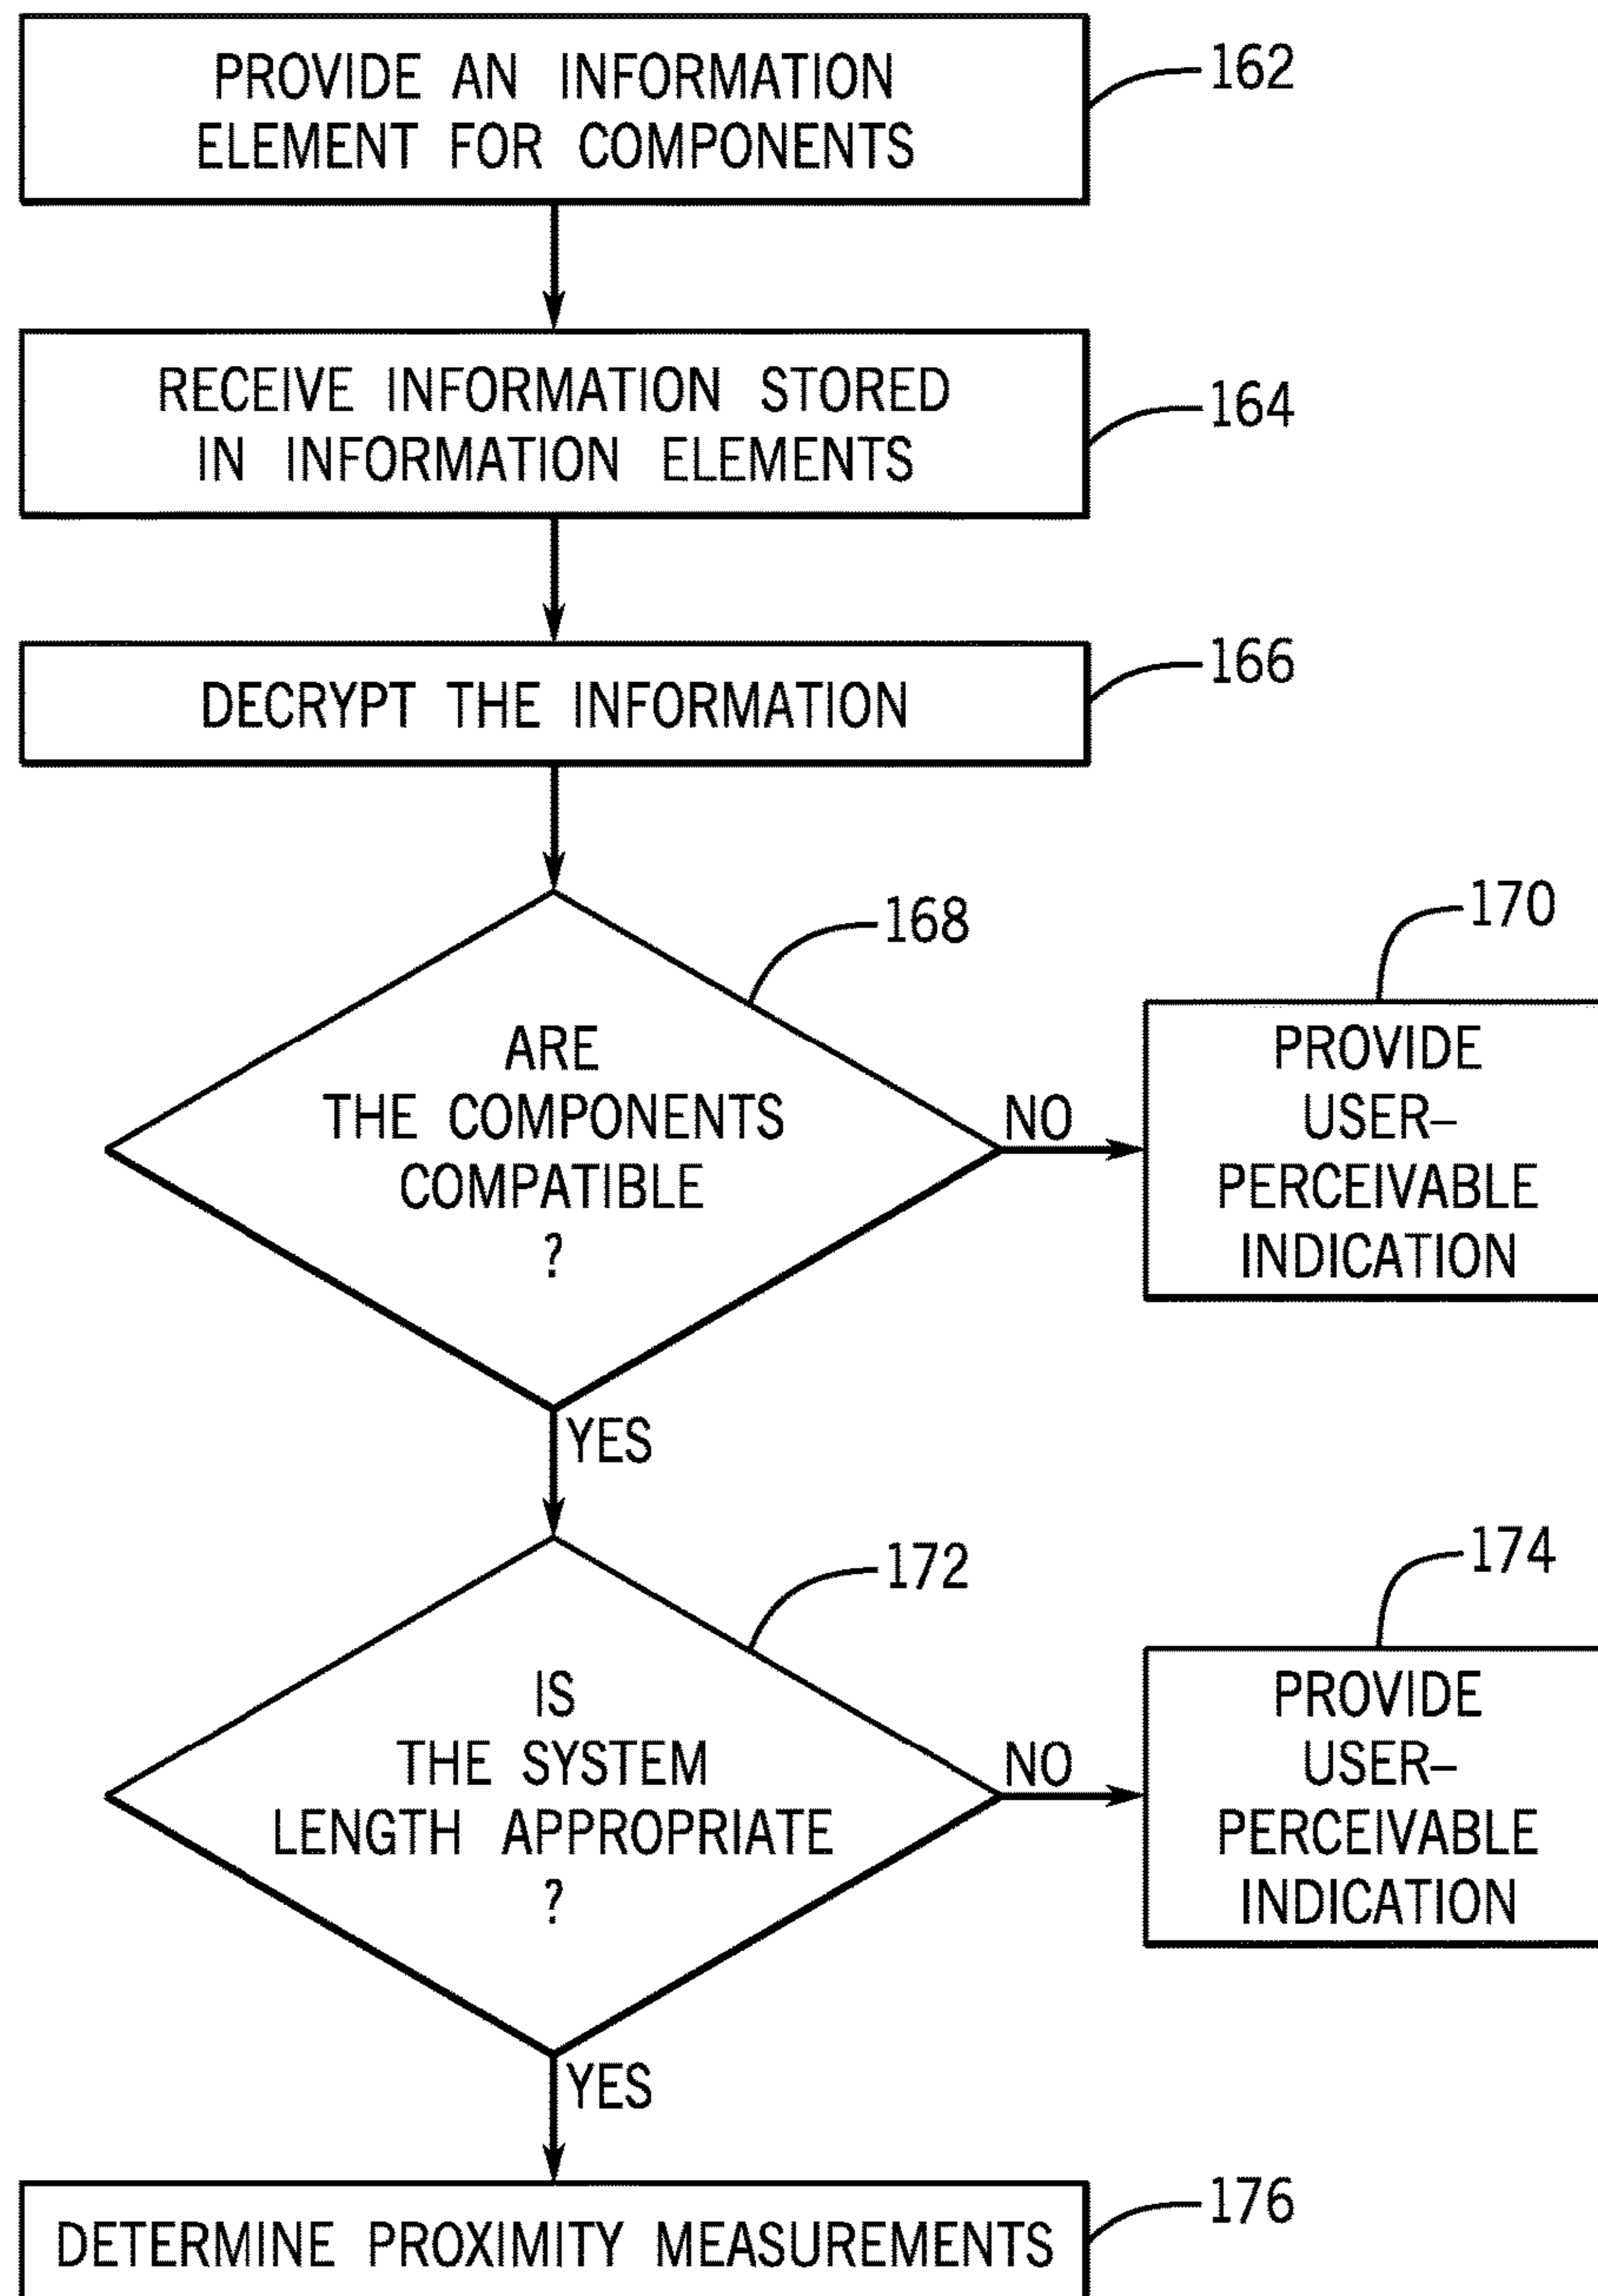 PROVIDE AN INFORMATION
ELEMENT FOR COMPONENTS
162
RECEIVE INFORMATION STORED
IN INFORMATION ELEMENTS
164
DECRYPT THE INFORMATION
166
168
ARE
THE COMPONENTS
COMPATIBLE
?
NO
170
PROVIDE
USER–
PERCEIVABLE
INDICATION
YES
172
IS
THE SYSTEM
LENGTH APPROPRIATE
?
NO
174
PROVIDE
USER–
PERCEIVABLE
INDICATION
YES
DETERMINE PROXIMITY MEASUREMENTS
176